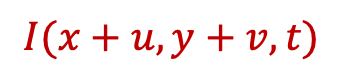 I(x + u, y + v, t)